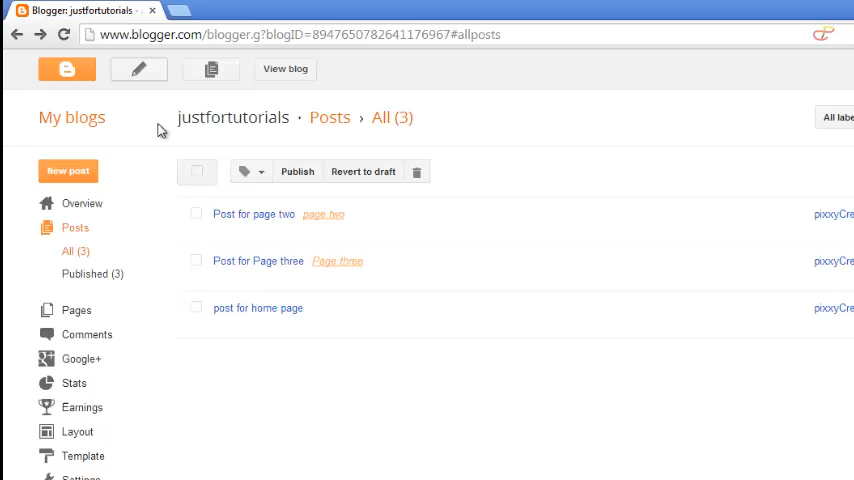 Blogger: justfortutorials -
www.blogger.com/blogger.g?blogID=8947650782641176967#allposts
View blog
My blogs
justfortutorials · Posts › All (3)
All labe
New post
Publish
Revert to draft
Overview
Posts
All (3)
Published (3)
Pages
Comments
Google+
Stats
Earnings
Layout
Template
Settings
Post for page two page two
pixxyCre
Post for Page three Page three
pixxyCre
post for home page
pixxyCre